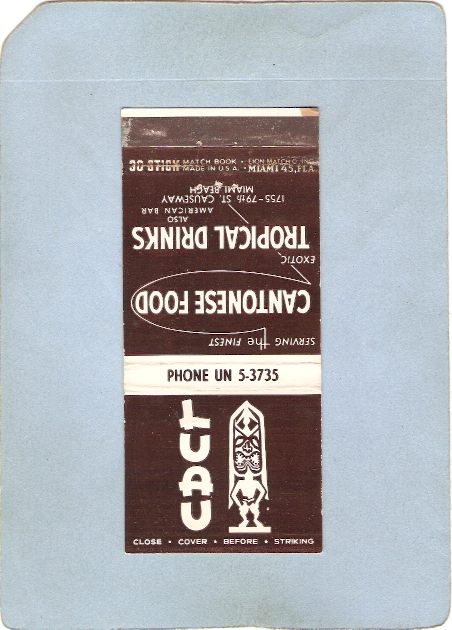 30 STICK MATCH BOOK • LION MATCH CO. INC.
MADE IN U.S.A. • MIAMI 45, FLA.
SERVING the FINEST
CANTONESE FOOD
EXOTIC
TROPICAL DRINKS
ALSO
AMERICAN BAR
1755-79th ST. CAUSEWAY
MIAMI BEACH
PHONE UN 5-3735
LUAU
CLOSE • COVER • BEFORE • STRIKING